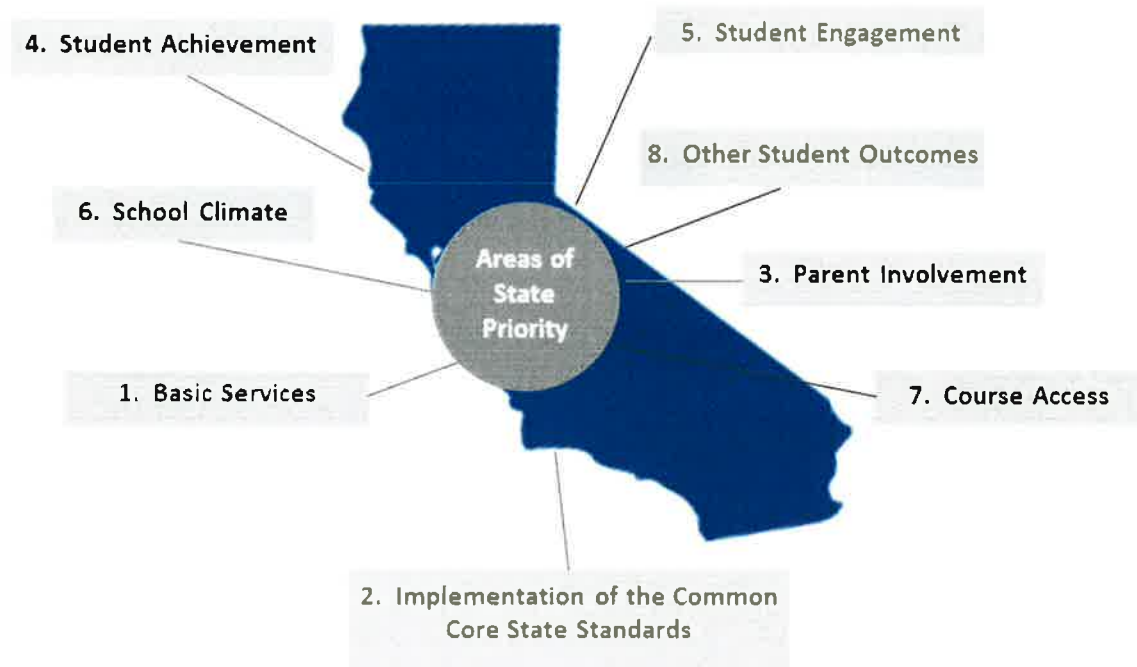 4. Student Achievement
5. Student Engagement
8. Other Student Outcomes
6. School Climate
Areas of
State
Priority
3. Parent Involvement
1. Basic Services
7. Course Access
2. Implementation of the Common
Core State Standards